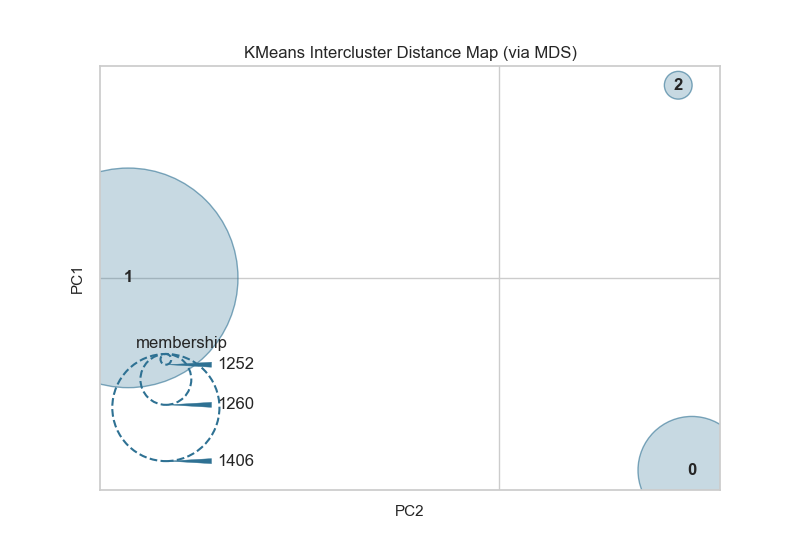 KMeans Intercluster Distance Map (via MDS)
2
PC1
1
membership
1252
1260
1406
0
PC2